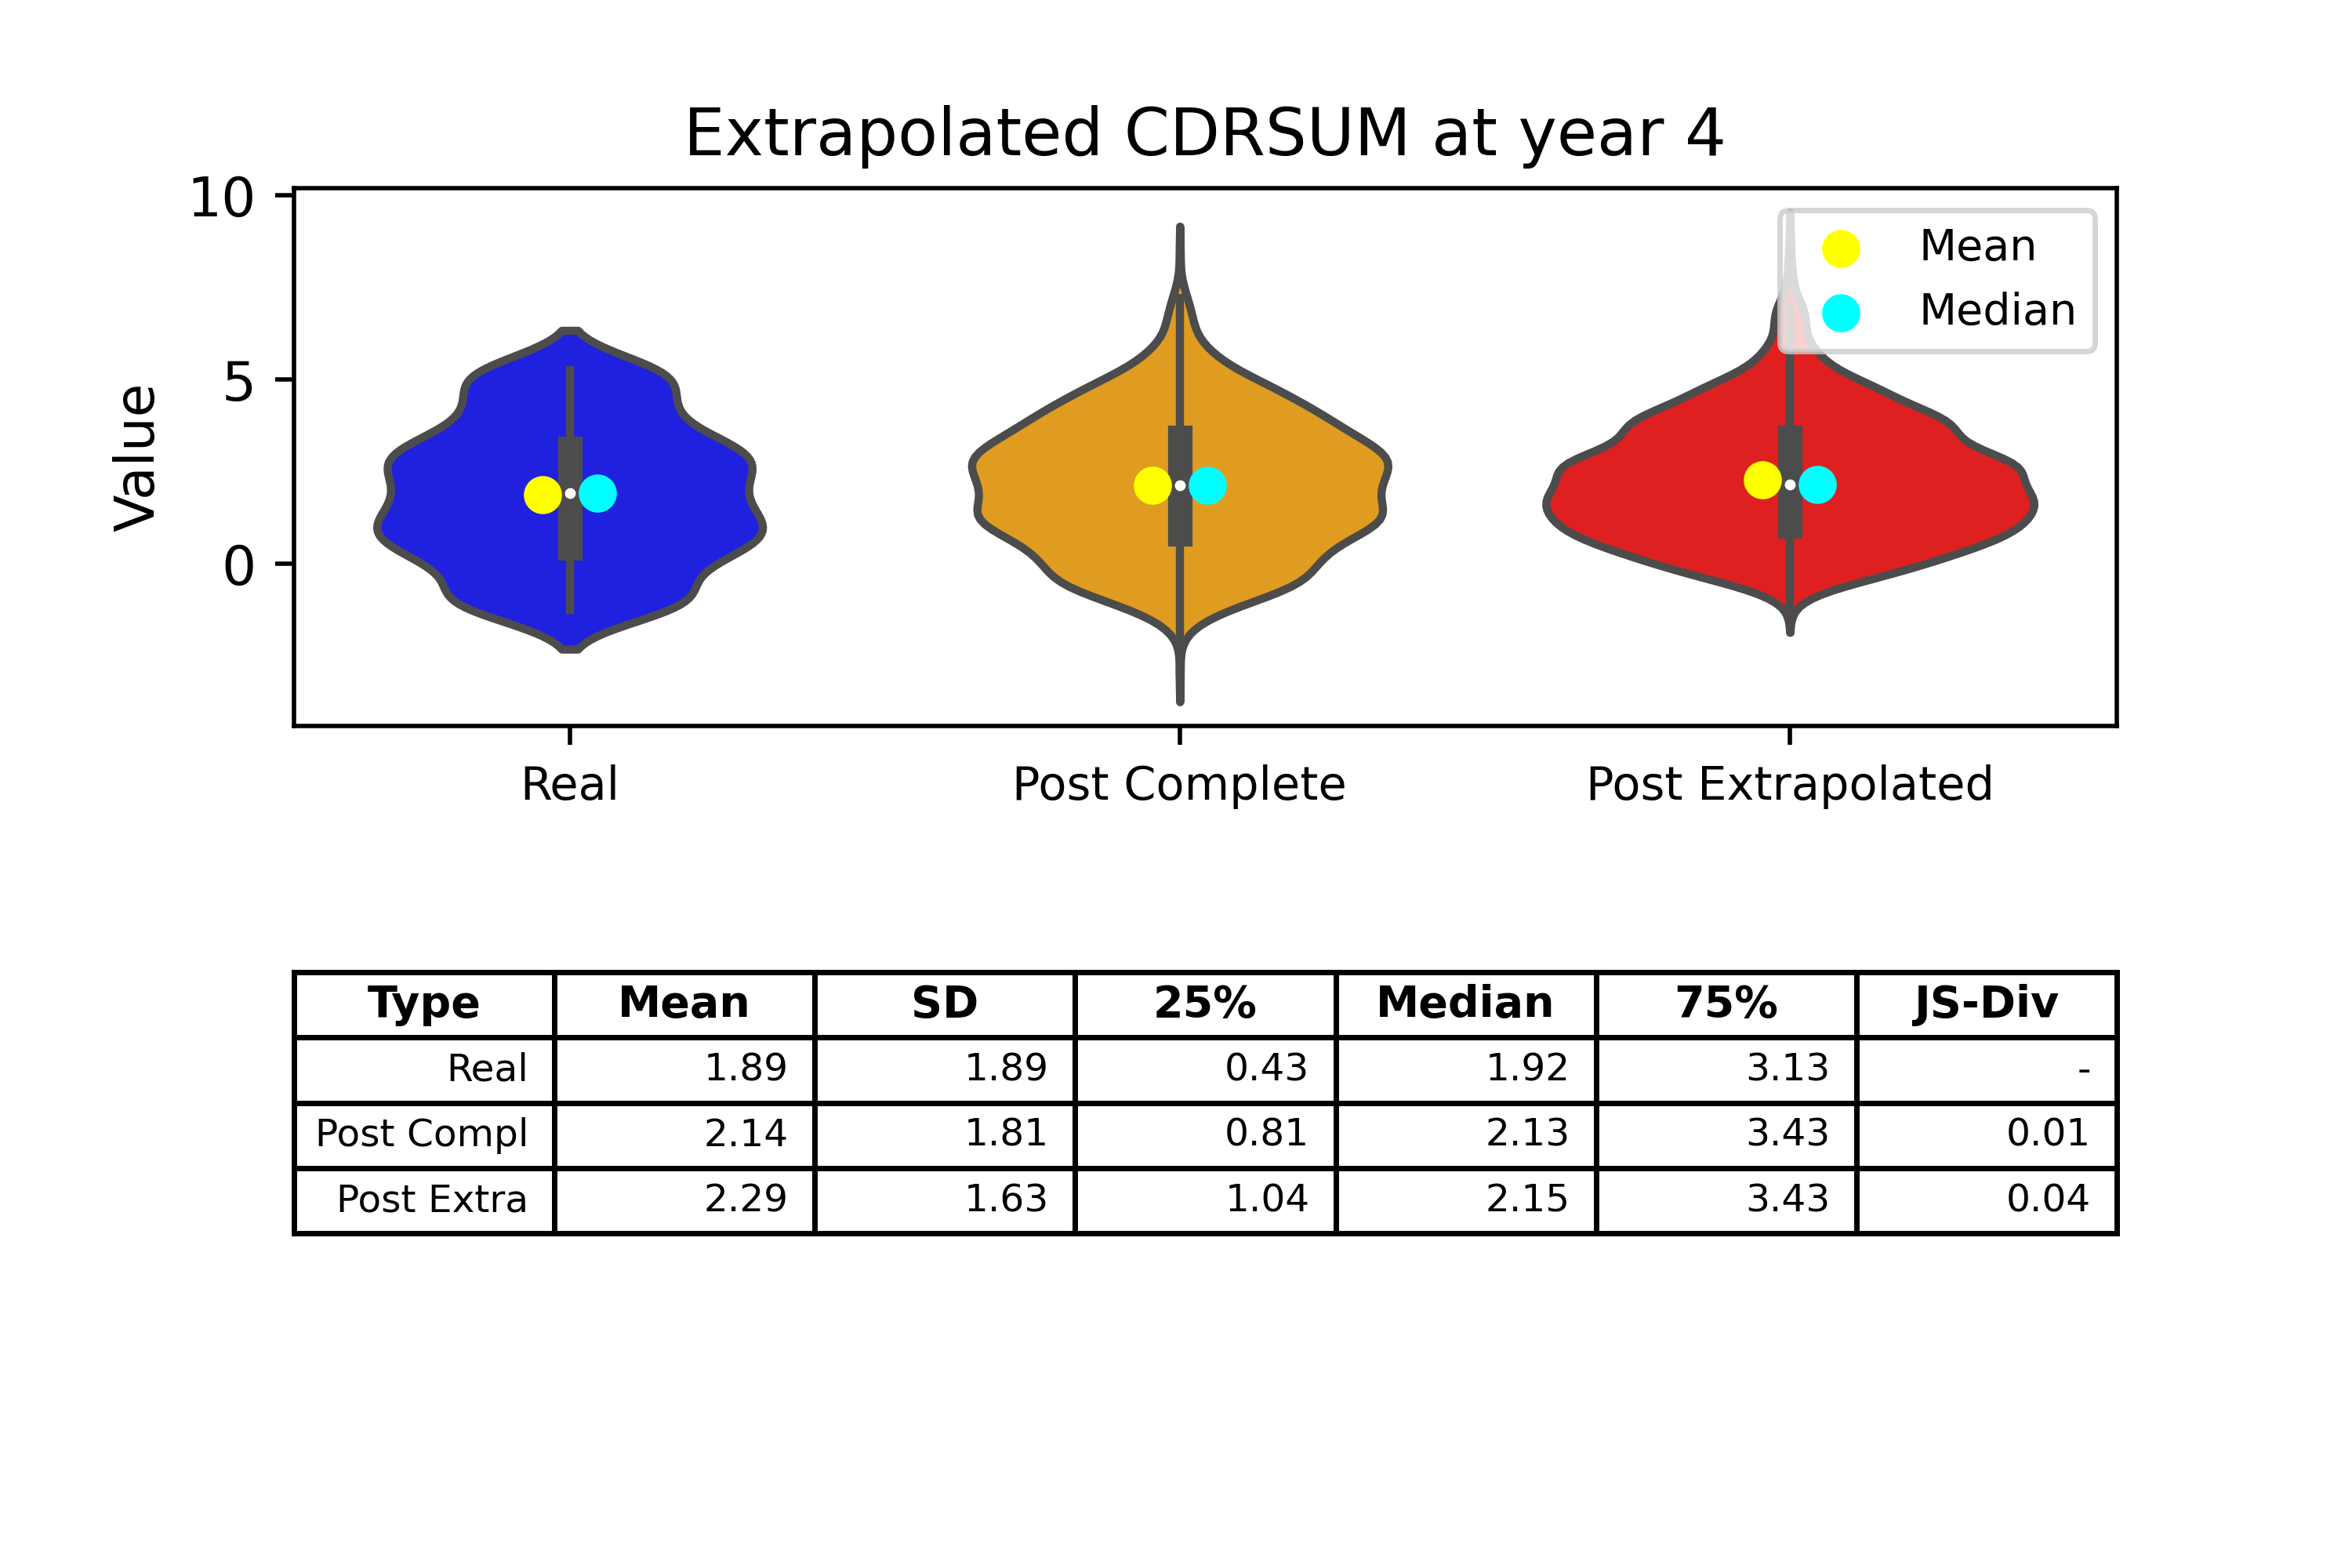 Extrapolated CDRSUM at year 4
10
5
0
Value
Mean
Median
Real Post Complete Post Extrapolated
Type Mean SD 25% Median 75% JS-Div
Real 1.89 1.89 0.43 1.92 3.13 -
Post Compl 2.14 1.81 0.81 2.13 3.43 0.01
Post Extra 2.29 1.63 1.04 2.15 3.43 0.04